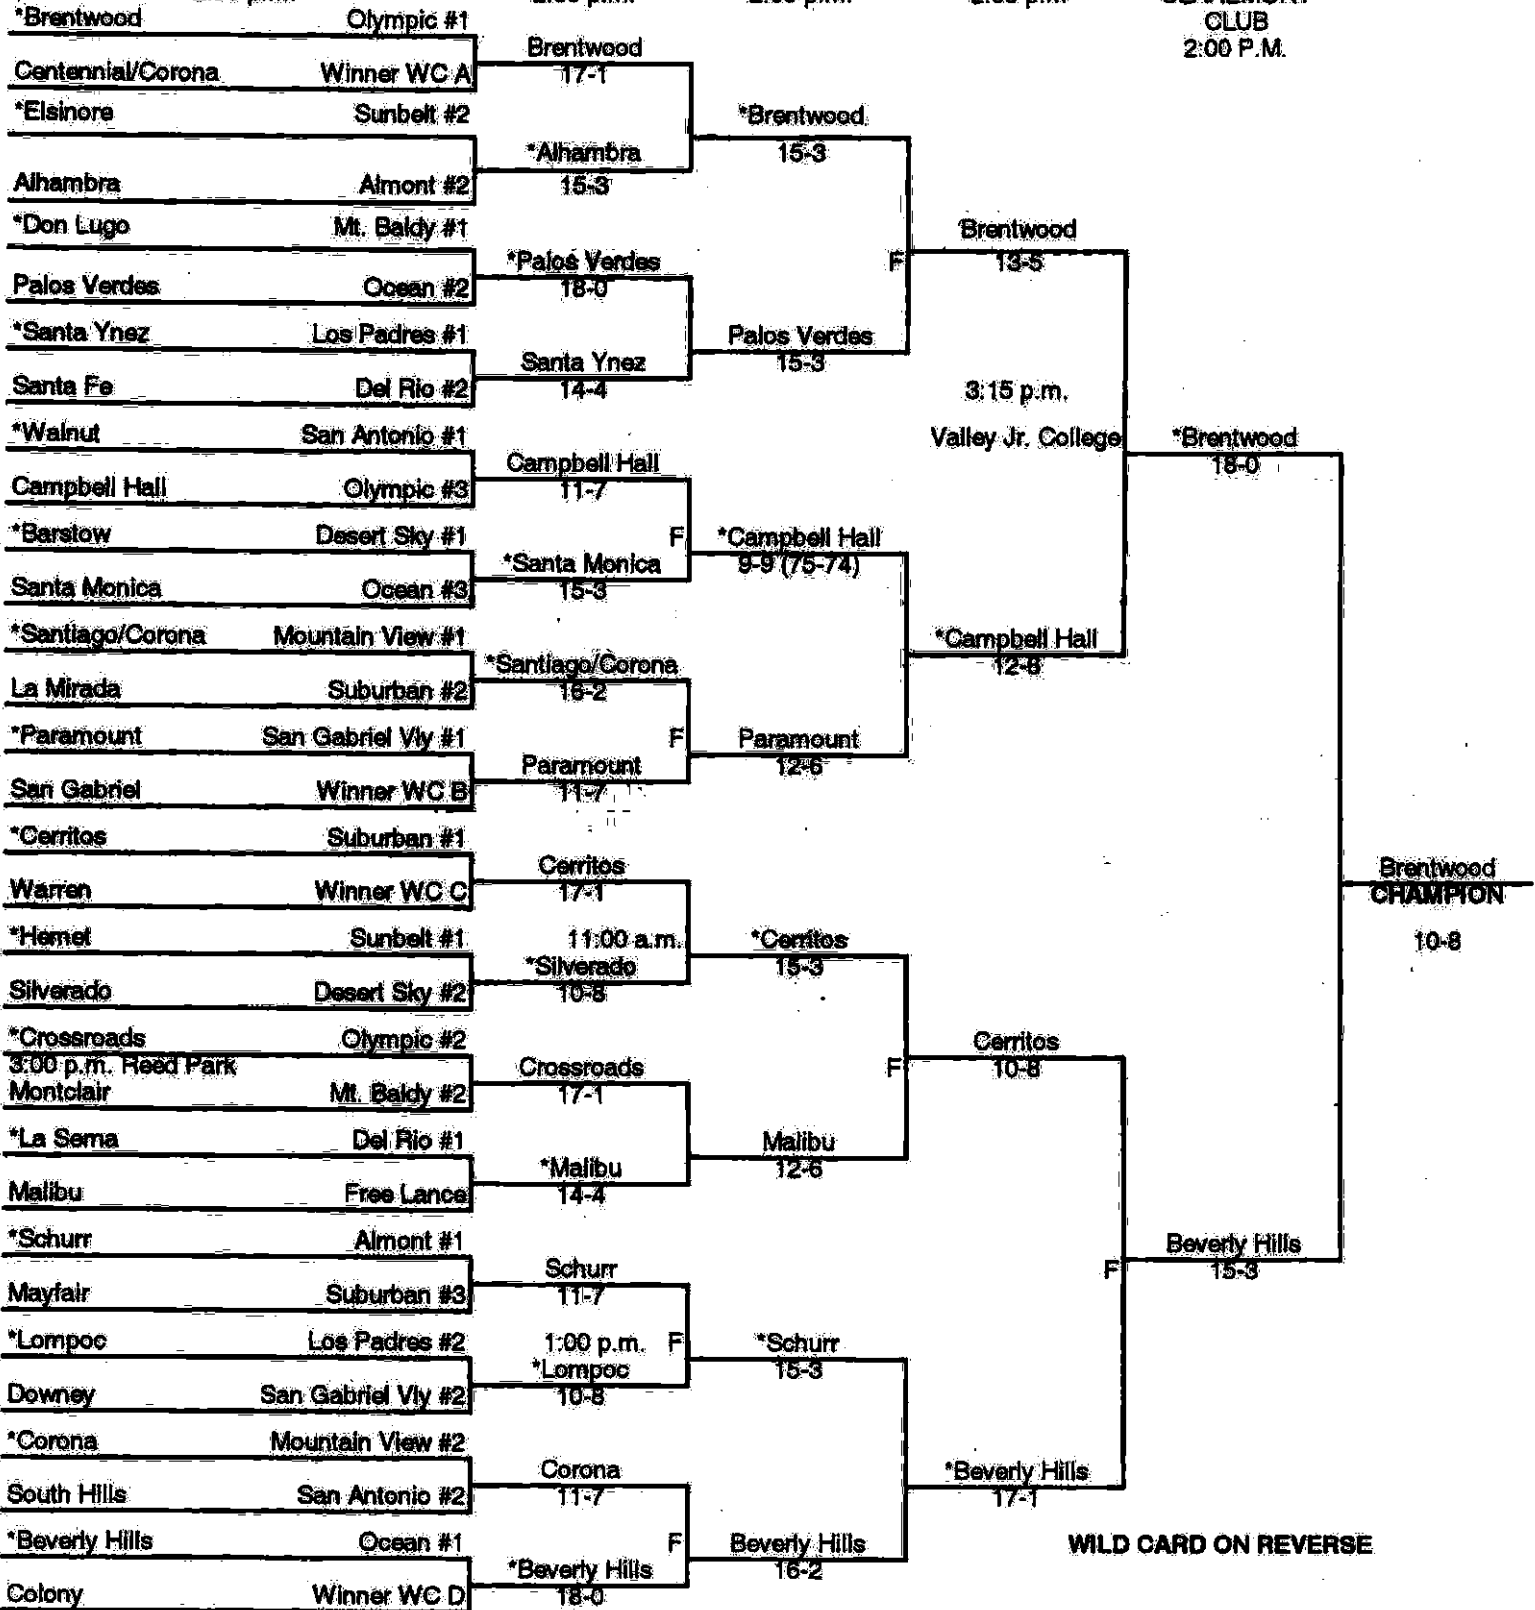 *Brentwood Olympic #1
CLUB
2:00 P.M.
Centennial/Corona Winner WC A
Brentwood
17-1
*Elsinore Sunbelt #2
Alhambra Almont #2
*Alhambra
15-3
*Brentwood
15-3
*Don Lugo Mt. Baldy #1
Palos Verdes Ocean #2
*Palos Verdes
18-0
*Santa Ynez Los Padres #1
Santa Fe Del Rio #2
Santa Ynez
14-4
Palos Verdes
15-3
F
Brentwood
13-5
*Walnut San Antonio #1
Campbell Hall Olympic #3
Campbell Hall
11-7
*Barstow Desert Sky #1
Santa Monica Ocean #3
*Santa Monica
15-3
F
*Campbell Hall
9-9 (75-74)
*Santiago/Corona Mountain View #1
La Mirada Suburban #2
*Santiago/Corona
16-2
*Paramount San Gabriel Vly #1
San Gabriel Winner WC B
Paramount
11-7
F
Paramount
12-6
*Campbell Hall
3:15 p.m.
Valley Jr. College
*Brentwood
18-0
*Cerritos Suburban #1
Warren Winner WC C
Cerritos
17-1
*Hemet Sunbelt #1
Silverado Desert Sky #2
11:00 a.m.
*Silverado
10-8
*Cerritos
15-3
*Crossroads Olympic #2
3:00 p.m. Reed Park
Montclair Mt. Baldy #2
Crossroads
17-1
*La Serna Del Rio #1
Malibu Free Lance
*Malibu
14-4
Malibu
12-6
F
Cerritos
10-8
*Schurr Almont #1
Mayfair Suburban #3
Schurr
11-7
*Lompoc Los Padres #2
Downey San Gabriel Vly #2
1:00 p.m. F
*Lompoc
10-8
*Schurr
15-3
*Corona Mountain View #2
South Hills San Antonio #2
Corona
11-7
*Beverly Hills Ocean #1
Colony Winner WC D
*Beverly Hills
18-0
F
Beverly Hills
16-2
*Beverly Hills
17-1
F
Beverly Hills
15-3
Brentwood
CHAMPION
10-8
WILD CARD ON REVERSE